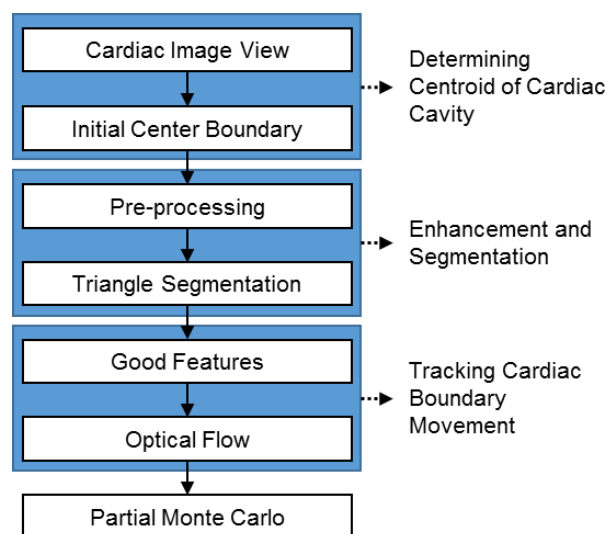 Cardiac Image View
Initial Center Boundary
Determining
Centroid of Cardiac
Cavity
Pre-processing
Triangle Segmentation
Enhancement and
Segmentation
Good Features
Optical Flow
Tracking Cardiac
Boundary
Movement
Partial Monte Carlo